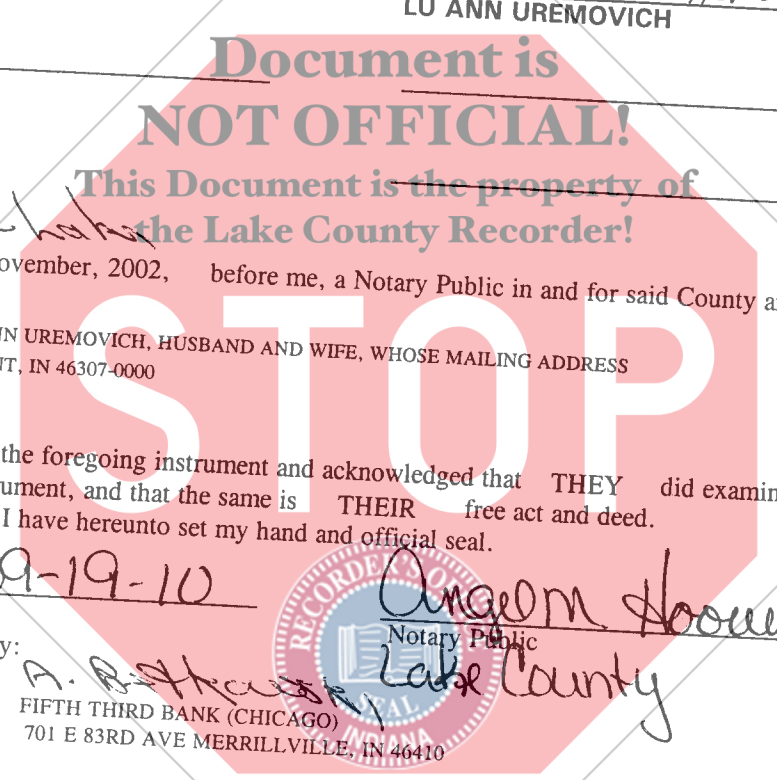 LU ANN UREMOVICH
Document is
NOT OFFICIAL!
This Document is the property of
the Lake County Recorder!
ovember, 2002, before me, a Notary Public in and for said County a
NN UREMOVICH, HUSBAND AND WIFE, WHOSE MAILING ADDRESS
NT, IN 46307-0000
STOP
the foregoing instrument and acknowledged that THEY did examin
ument, and that the same is THEIR free act and deed.
I have hereunto set my hand and official seal.
9-19-10
Notary Public
Lake County
y:
A.
FIFTH THIRD BANK (CHICAGO)
701 E 83RD AVE MERRILLVILLE, IN 46410
RECORDER'S
SEAL
INDIANA